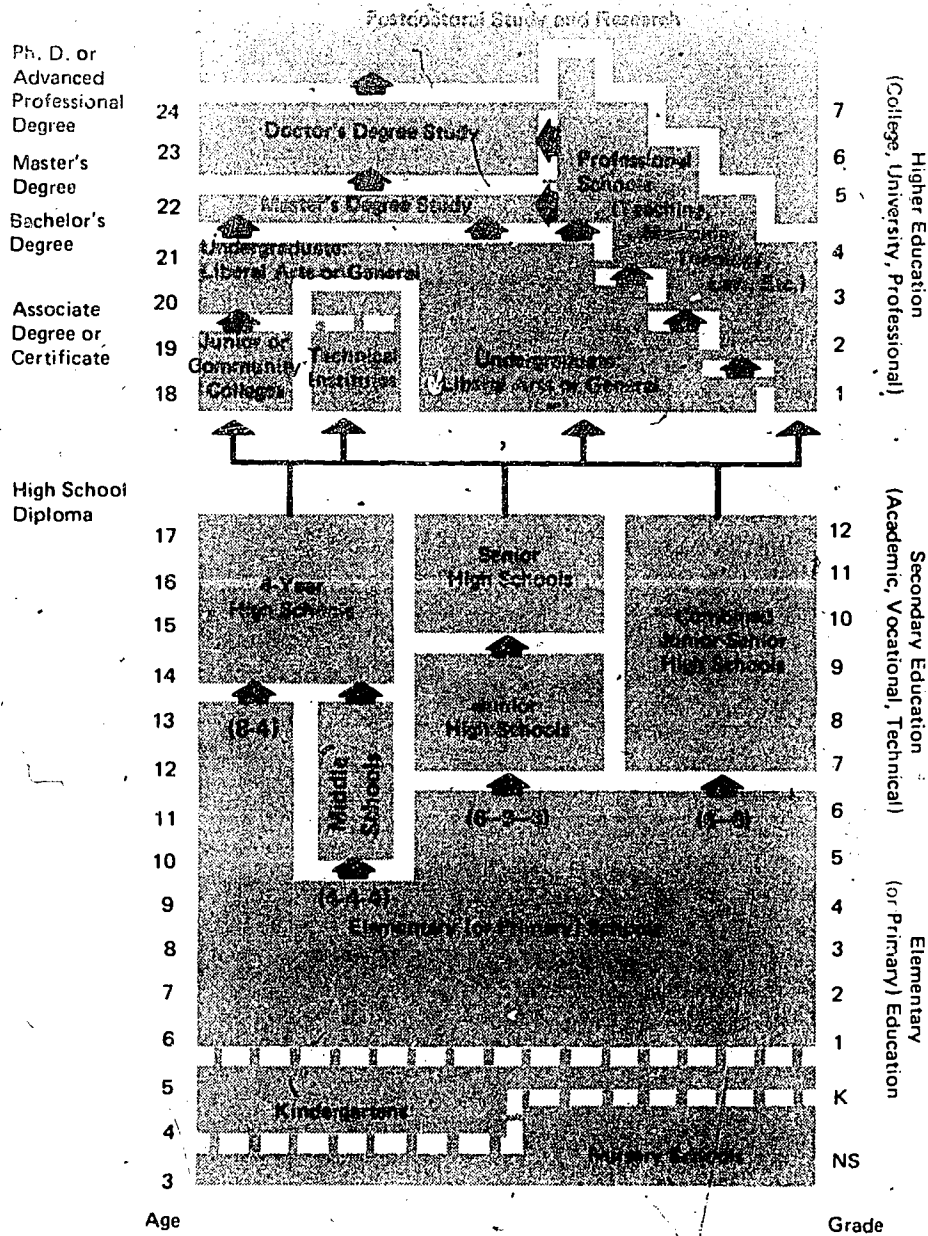 Postdoctoral Study and Research
Ph. D. or
Advanced
Professional
Degree
Master's
Degree
Bachelor's
Degree
Associate
Degree or
Certificate
High School
Diploma
24
23
22
21
20
19
18
17
16
15
14
13
12
11
10
9
8
7
6
5
4
3
Age
Doctor's Degree Study
Master's Degree Study
Professional
Schools
(Teaching,
Theology,
Law, Etc.)
Undergraduate
Liberal Arts or General
Junior or
Community
Colleges
Technical
Institutes
Undergraduate
Liberal Arts or General
4-Year
High Schools
Senior
High Schools
Combined
Junior-Senior
High Schools
Junior
High Schools
(8-4)
Middle
Schools
(6-3-3)
(6-6)
(4-4-4)
Elementary (or Primary) Schools
Kindergartens
Nursery Schools
7
6
5
4
3
2
1
12
11
10
9
8
7
6
5
4
3
2
1
K
NS
Grade
Higher Education
(College, University, Professional)
Secondary Education
(Academic, Vocational, Technical)
Elementary
(or Primary) Education